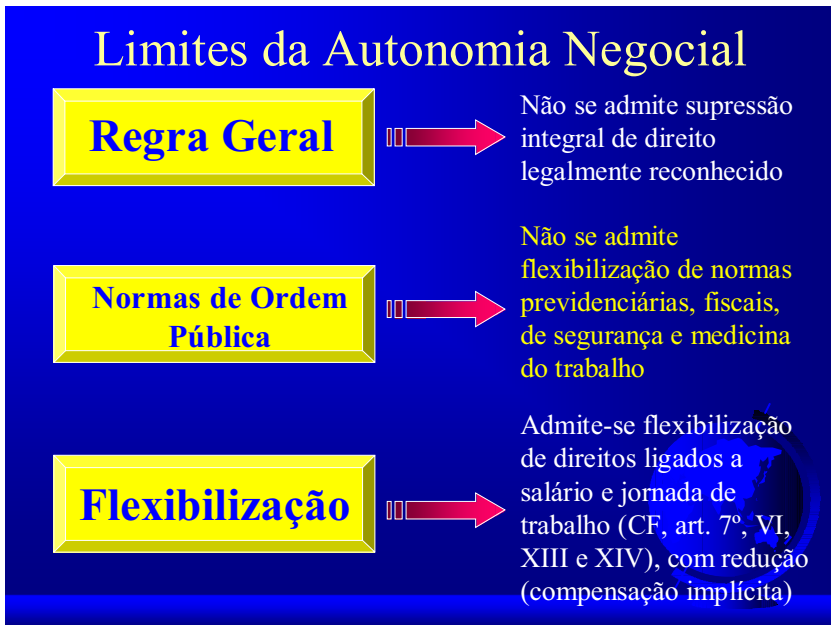 Limites da Autonomia Negocial
Regra Geral
Não se admite supressão
integral de direito
legalmente reconhecido
Normas de Ordem
Pública
Não se admite
flexibilização de normas
previdenciárias, fiscais,
de segurança e medicina
do trabalho
Flexibilização
Admite-se flexibilização
de direitos ligados a
salário e jornada de
trabalho (CF, art. 7º, VI,
XIII e XIV), com redução
(compensação implícita)